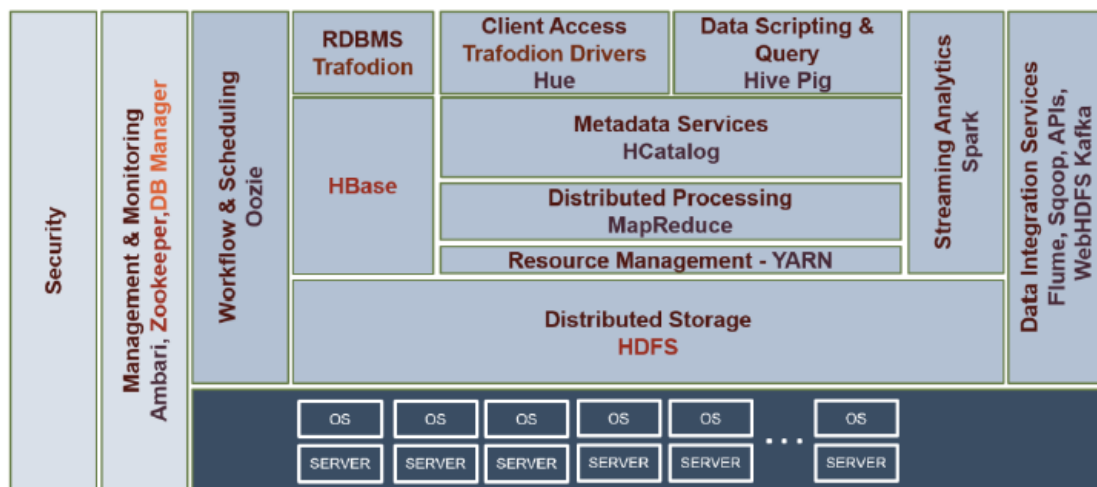 Security
Management & Monitoring
Ambari, Zookeeper,DB Manager
Workflow & Scheduling
Oozie
RDBMS
Trafodion
Client Access
Trafodion Drivers
Hue
Data Scripting &
Query
Hive Pig
HBase
Metadata Services
HCatalog
Distributed Processing
MapReduce
Resource Management - YARN
Streaming Analytics
Spark
Data Integration Services
Flume, Sqoop, APIs,
WebHDFS Kafka
Distributed Storage
HDFS
OS OS OS OS OS ... OS
SERVER SERVER SERVER SERVER SERVER SERVER